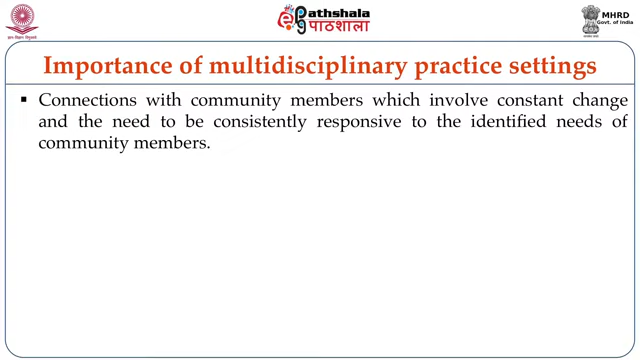 Pathshala
पाठशाला
MHRD
Govt. of India
Importance of multidisciplinary practice settings
▪ Connections with community members which involve constant change
and the need to be consistently responsive to the identified needs of
community members.